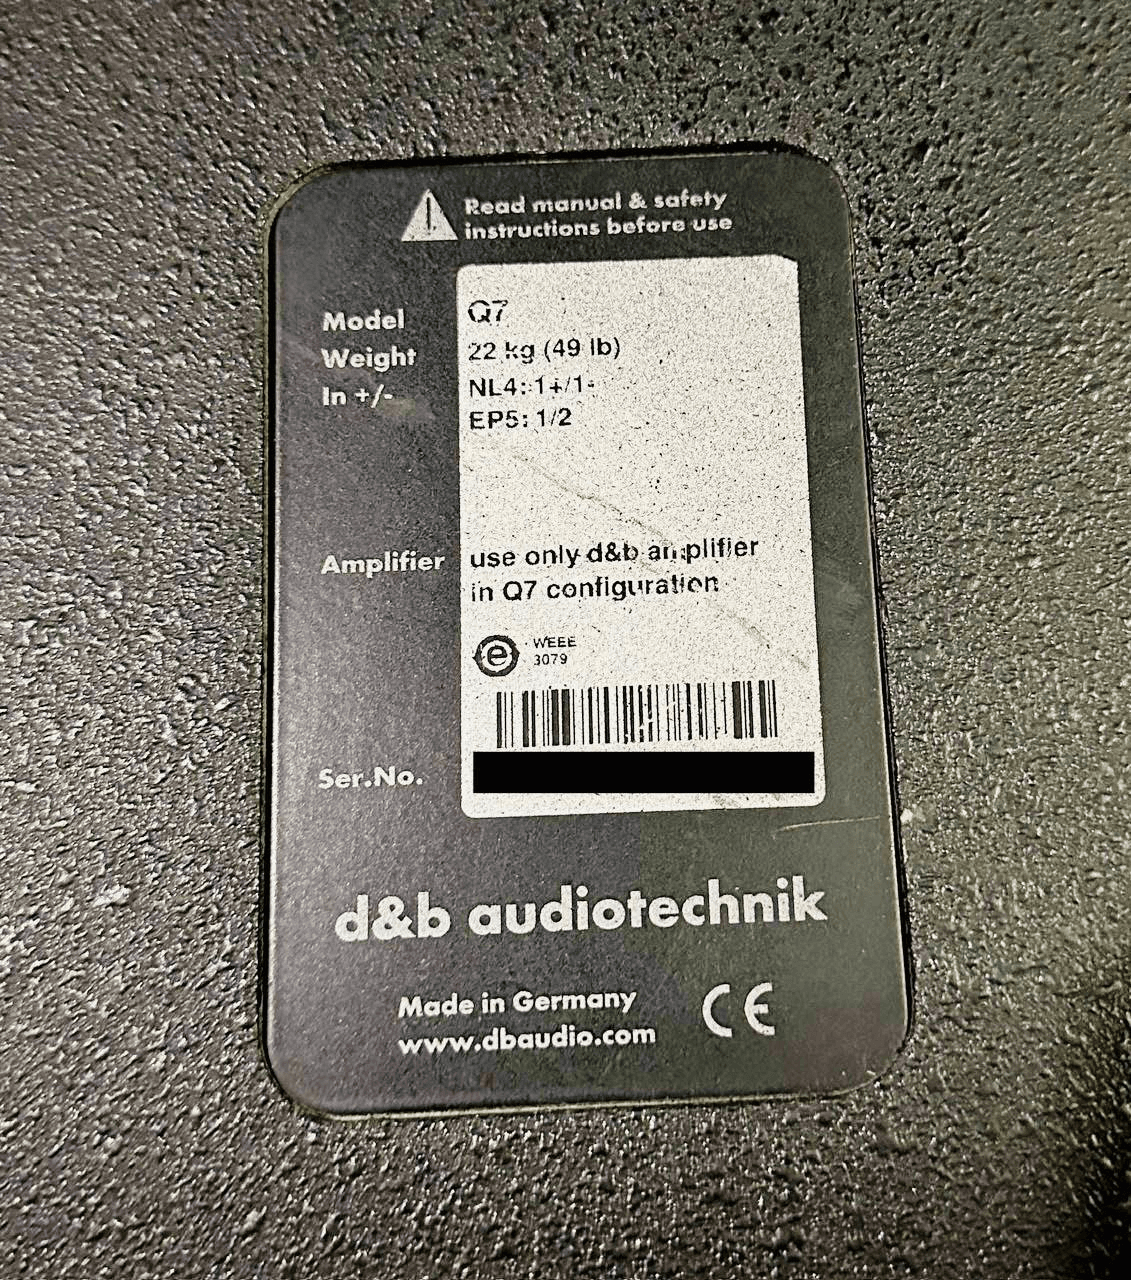 Read manual & safety
instructions before use
Model Q7
Weight 22 kg (49 lb)
In +/- NL4: 1+/1-
EP5: 1/2
Amplifier use only d&b amplifier
in Q7 configuration
e WEEE
3079
Ser.No.
d&b audiotechnik
Made in Germany
www.dbaudio.com
CE